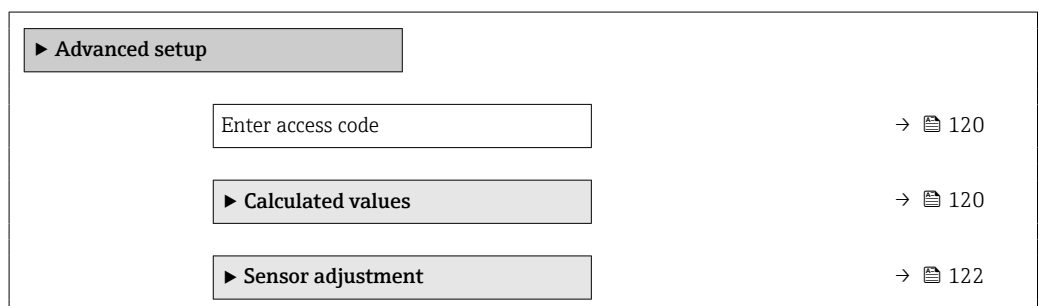 ▶ Advanced setup
Enter access code → 120
▶ Calculated values → 120
▶ Sensor adjustment → 122